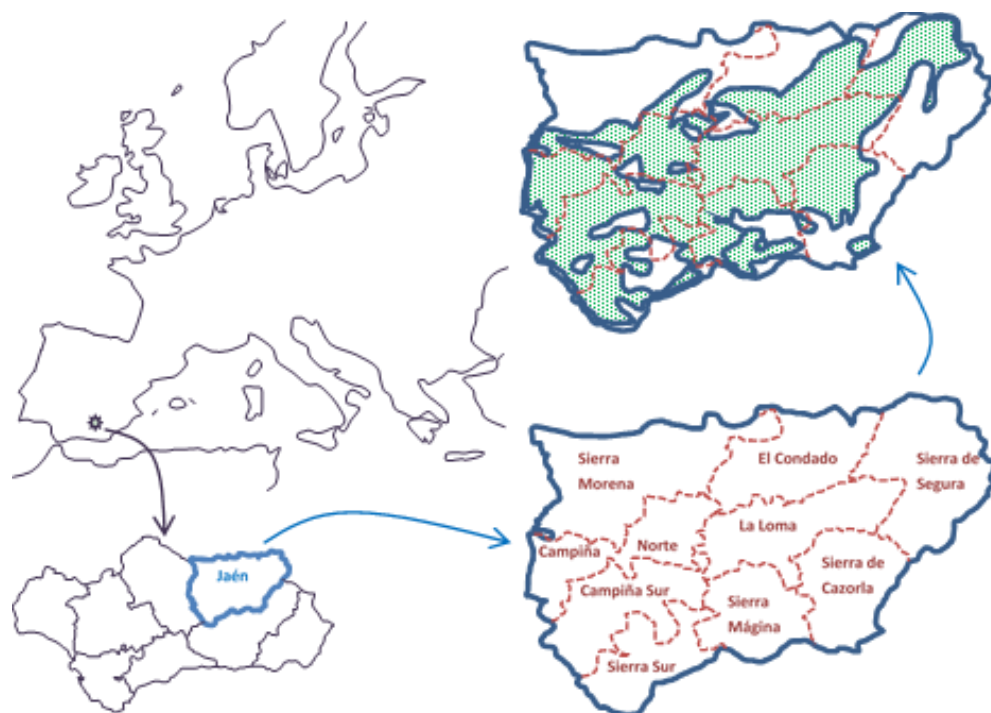 Jaén
Sierra
Morena
El Condado
Sierra de
Segura
La Loma
Campiña
Norte
Sierra de
Cazorla
Campiña Sur
Sierra
Mágina
Sierra Sur